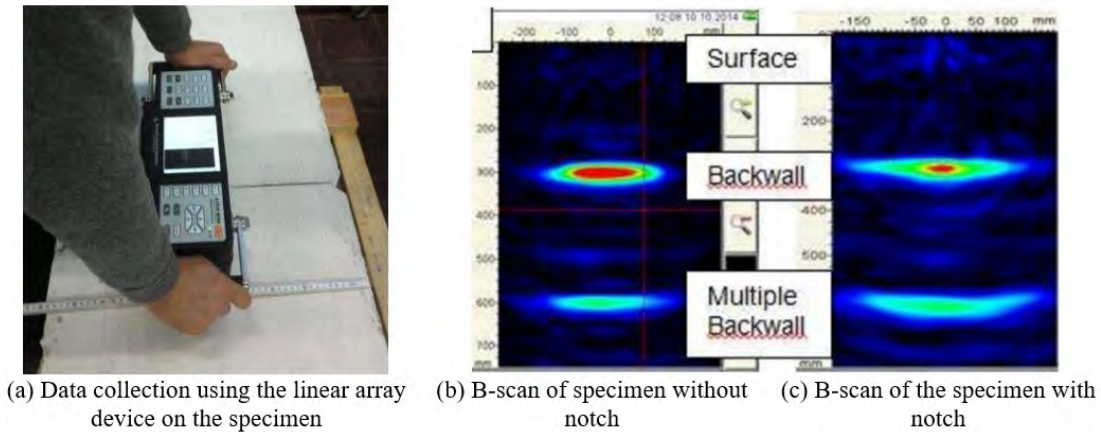 12:08 10.10.2014
-200 0 100 mm
-150 -50 0 50 100 mm
Surface
100
200
200
Backwall
300
400
400
500
500
Multiple
Backwall
600
700
mm
mm
(a) Data collection using the linear array
device on the specimen
(b) B-scan of specimen without
notch
(c) B-scan of the specimen with
notch